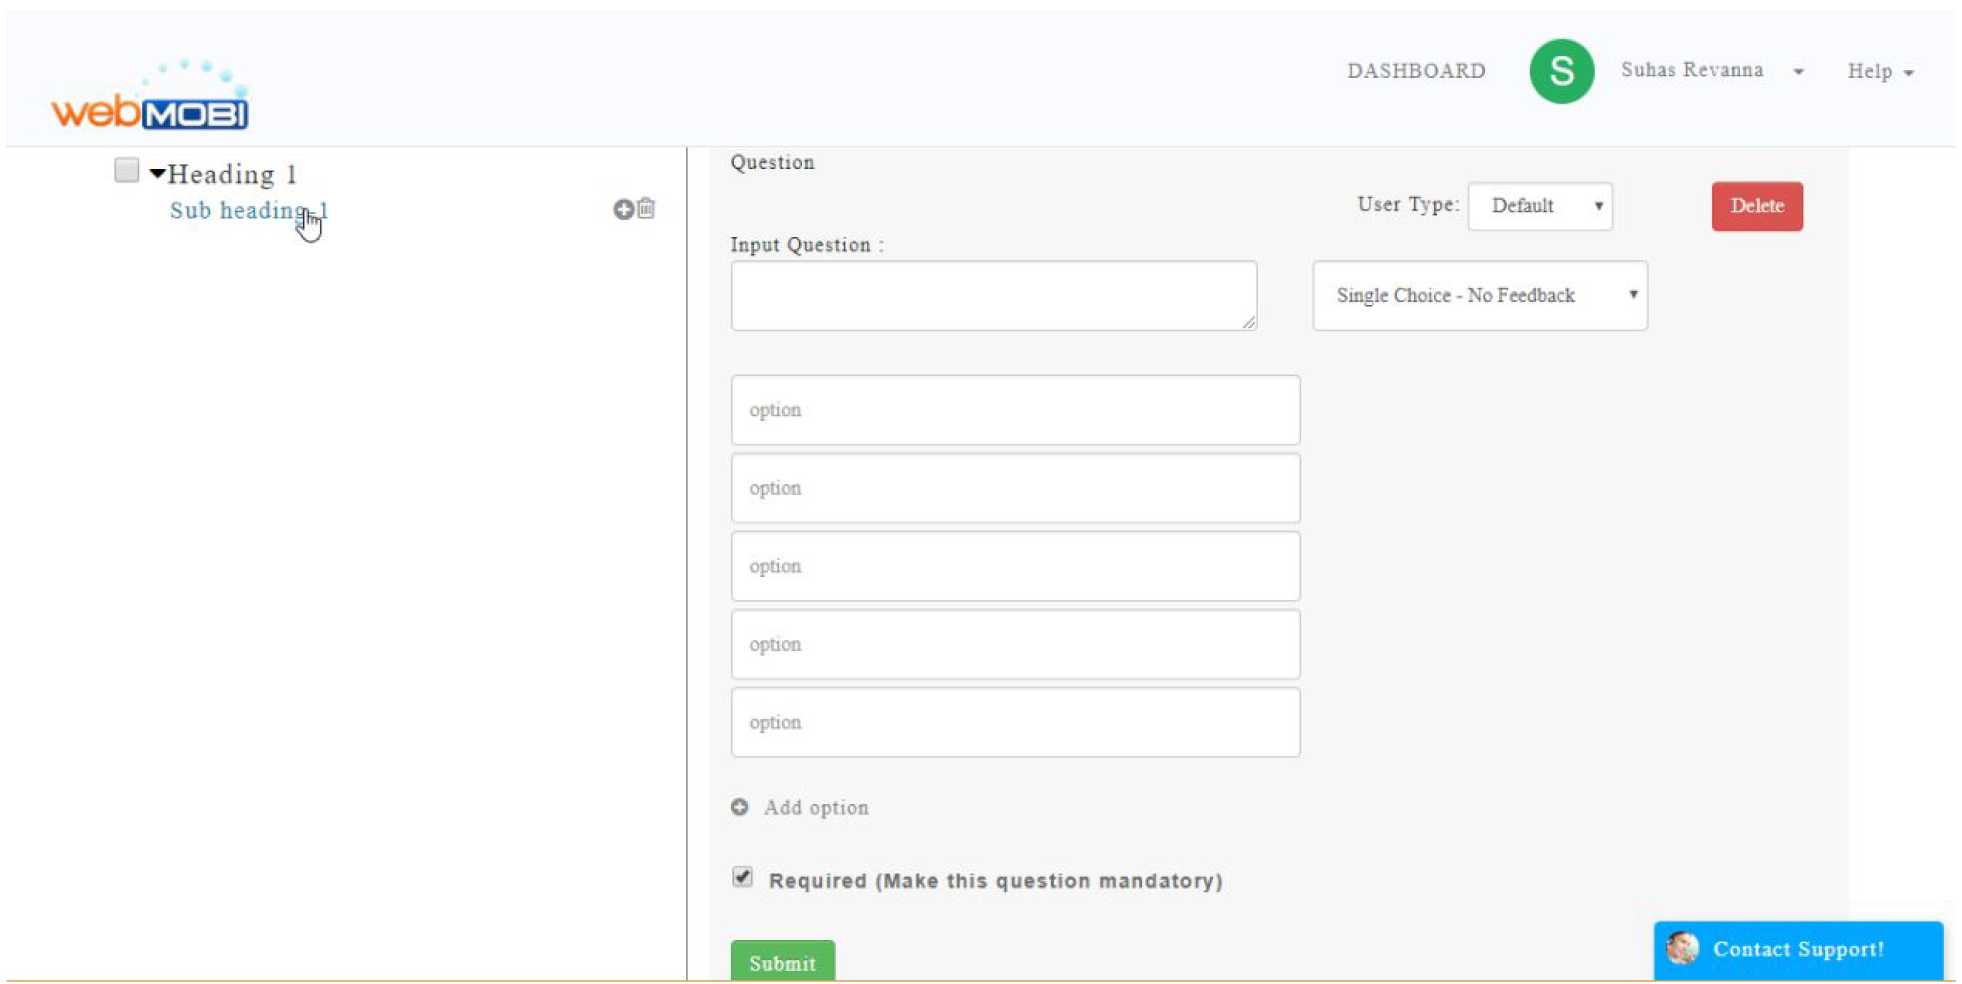 webMOBI
DASHBOARD
S
Suhas Revanna
Help
Heading 1
Sub heading-1
Question
User Type:
Default
Delete
Input Question :
Single Choice - No Feedback
option
option
option
option
option
Add option
Required (Make this question mandatory)
Submit
Contact Support!